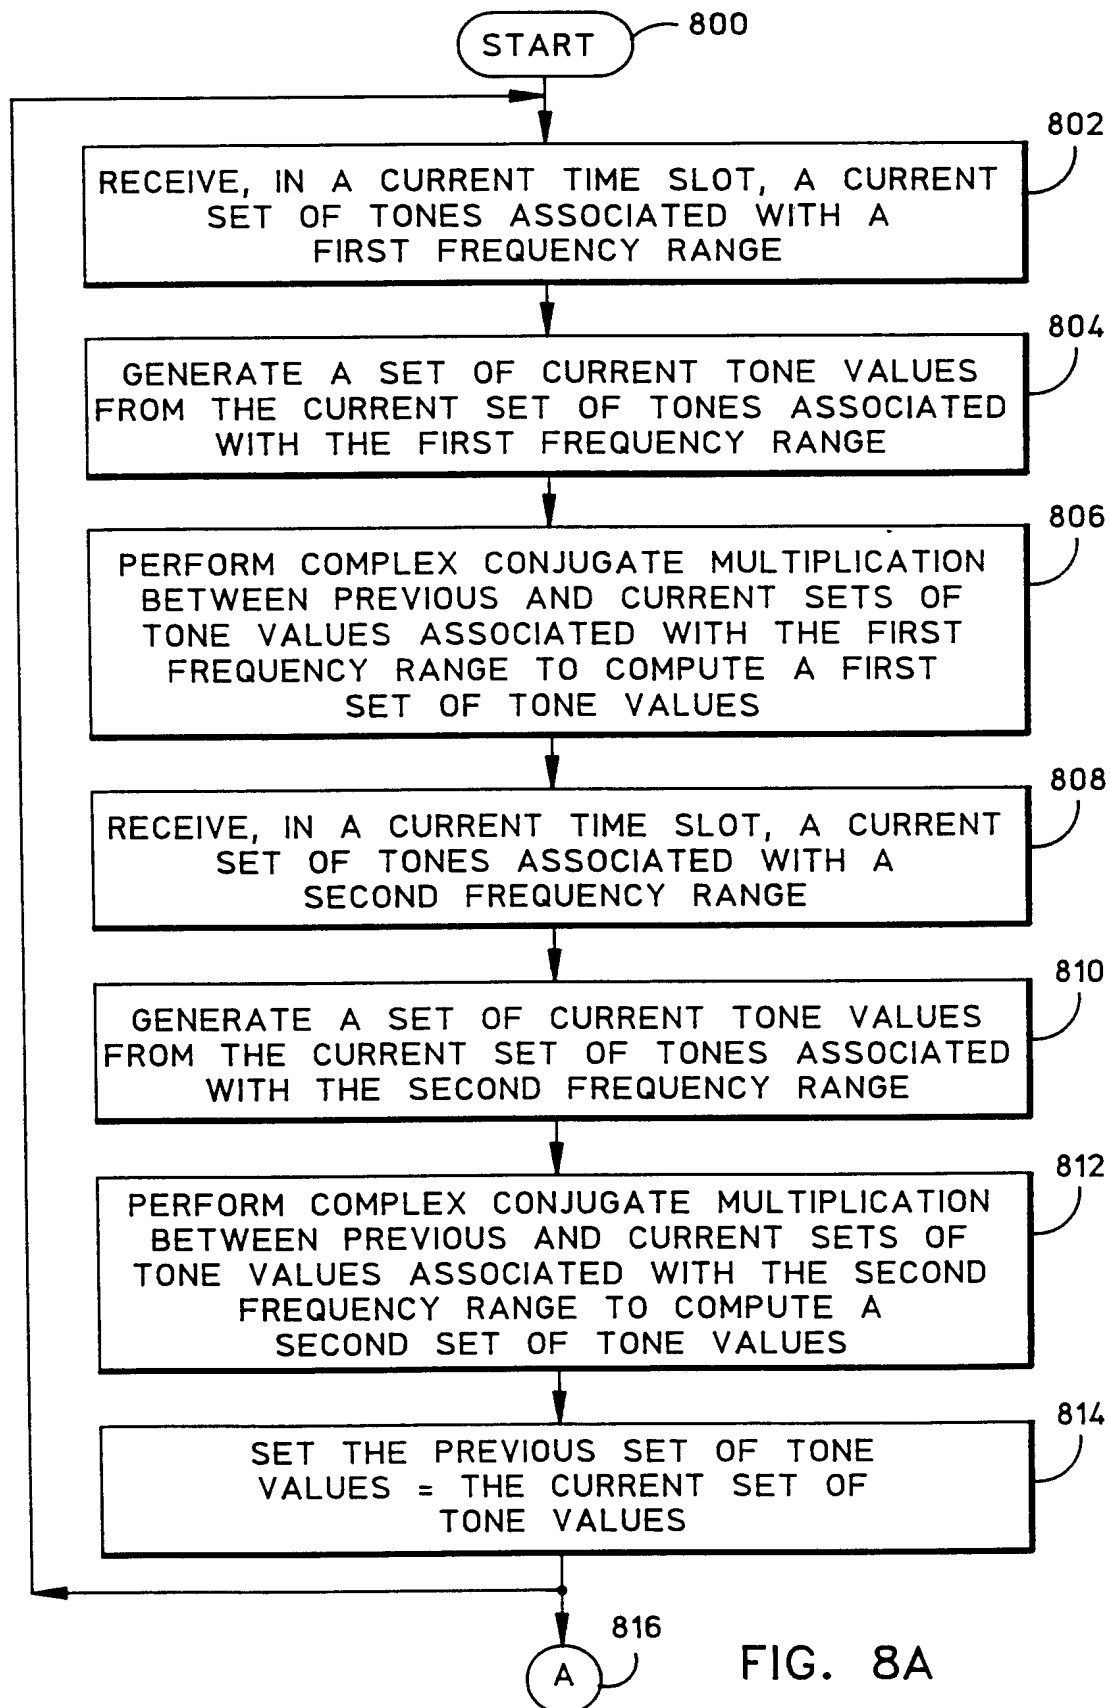 START
800
802
RECEIVE, IN A CURRENT TIME SLOT, A CURRENT
SET OF TONES ASSOCIATED WITH A
FIRST FREQUENCY RANGE
804
GENERATE A SET OF CURRENT TONE VALUES
FROM THE CURRENT SET OF TONES ASSOCIATED
WITH THE FIRST FREQUENCY RANGE
806
PERFORM COMPLEX CONJUGATE MULTIPLICATION
BETWEEN PREVIOUS AND CURRENT SETS OF
TONE VALUES ASSOCIATED WITH THE FIRST
FREQUENCY RANGE TO COMPUTE A FIRST
SET OF TONE VALUES
808
RECEIVE, IN A CURRENT TIME SLOT, A CURRENT
SET OF TONES ASSOCIATED WITH A
SECOND FREQUENCY RANGE
810
GENERATE A SET OF CURRENT TONE VALUES
FROM THE CURRENT SET OF TONES ASSOCIATED
WITH THE SECOND FREQUENCY RANGE
812
PERFORM COMPLEX CONJUGATE MULTIPLICATION
BETWEEN PREVIOUS AND CURRENT SETS OF
TONE VALUES ASSOCIATED WITH THE SECOND
FREQUENCY RANGE TO COMPUTE A
SECOND SET OF TONE VALUES
814
SET THE PREVIOUS SET OF TONE
VALUES = THE CURRENT SET OF
TONE VALUES
816
A
FIG. 8A